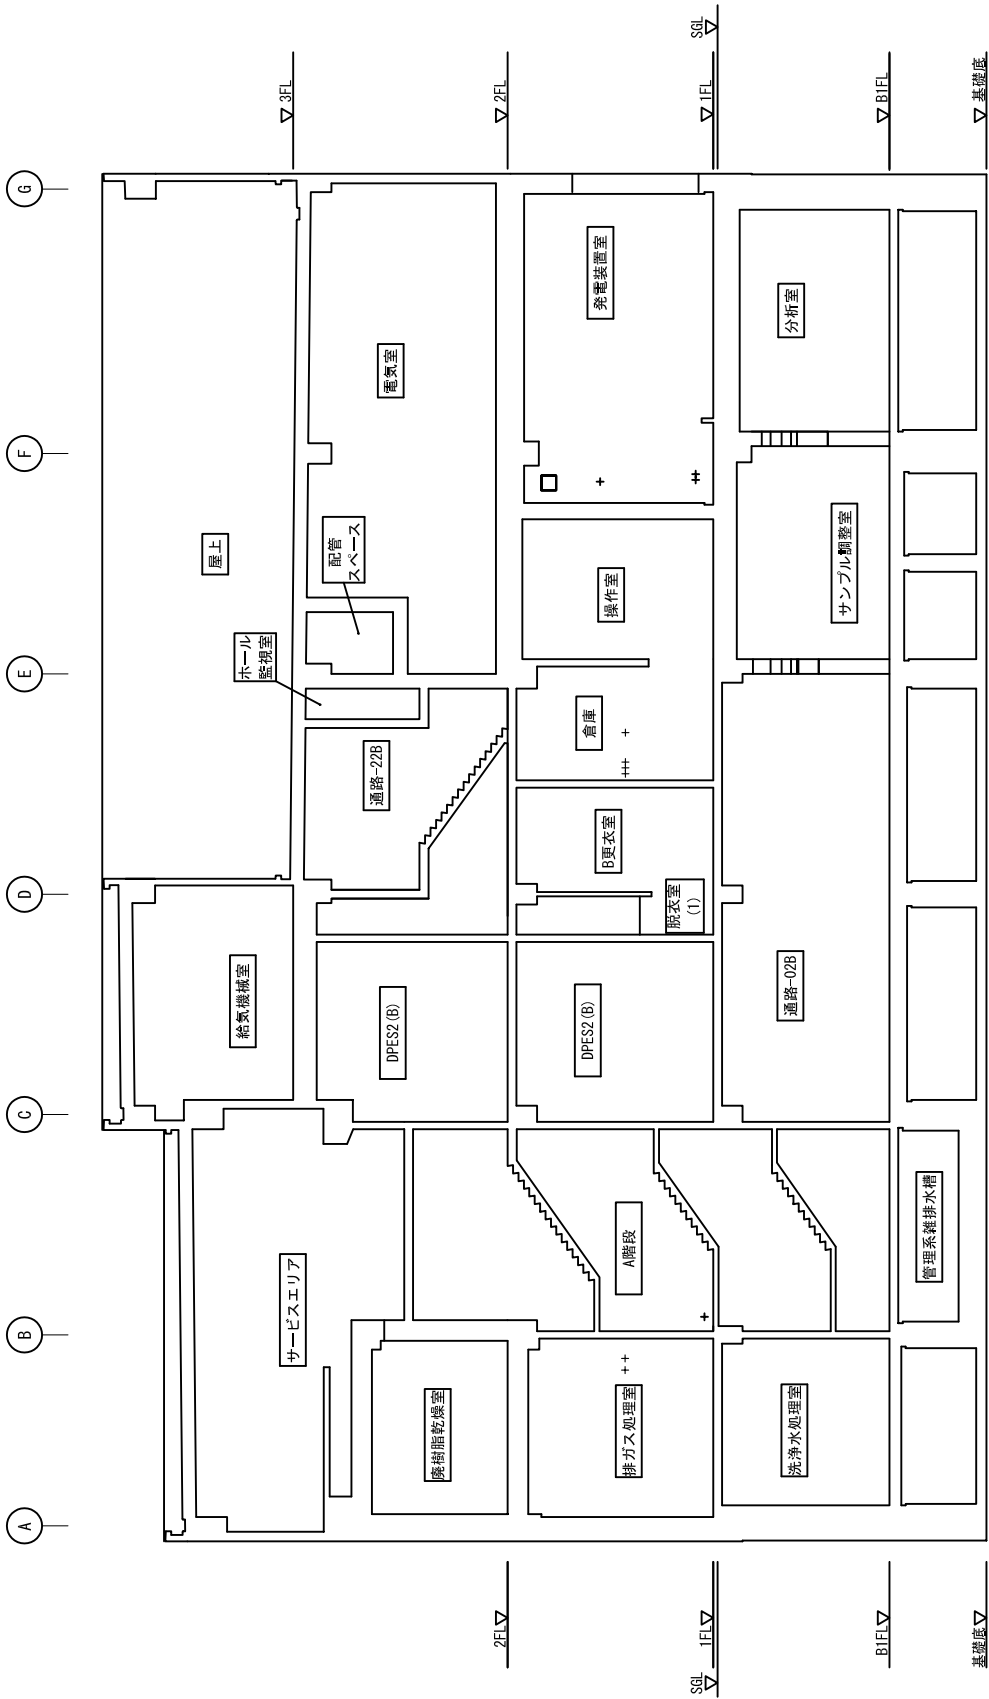 A
B
C
D
E
F
G
3FL
2FL
1FL
SGL
B1FL
基礎底
2FL
1FL
SGL
B1FL
基礎底
屋上
ホール
監視室
配管
スペース
電気室
給気機械室
通路-22B
DPES2(B)
サービスエリア
廃樹脂乾燥室
排ガス処理室
A階段
DPES2(B)
脱衣室
(1)
B更衣室
倉庫
操作室
発電装置室
洗浄水処理室
通路-02B
サンプル調整室
分析室
管理系雑排水槽